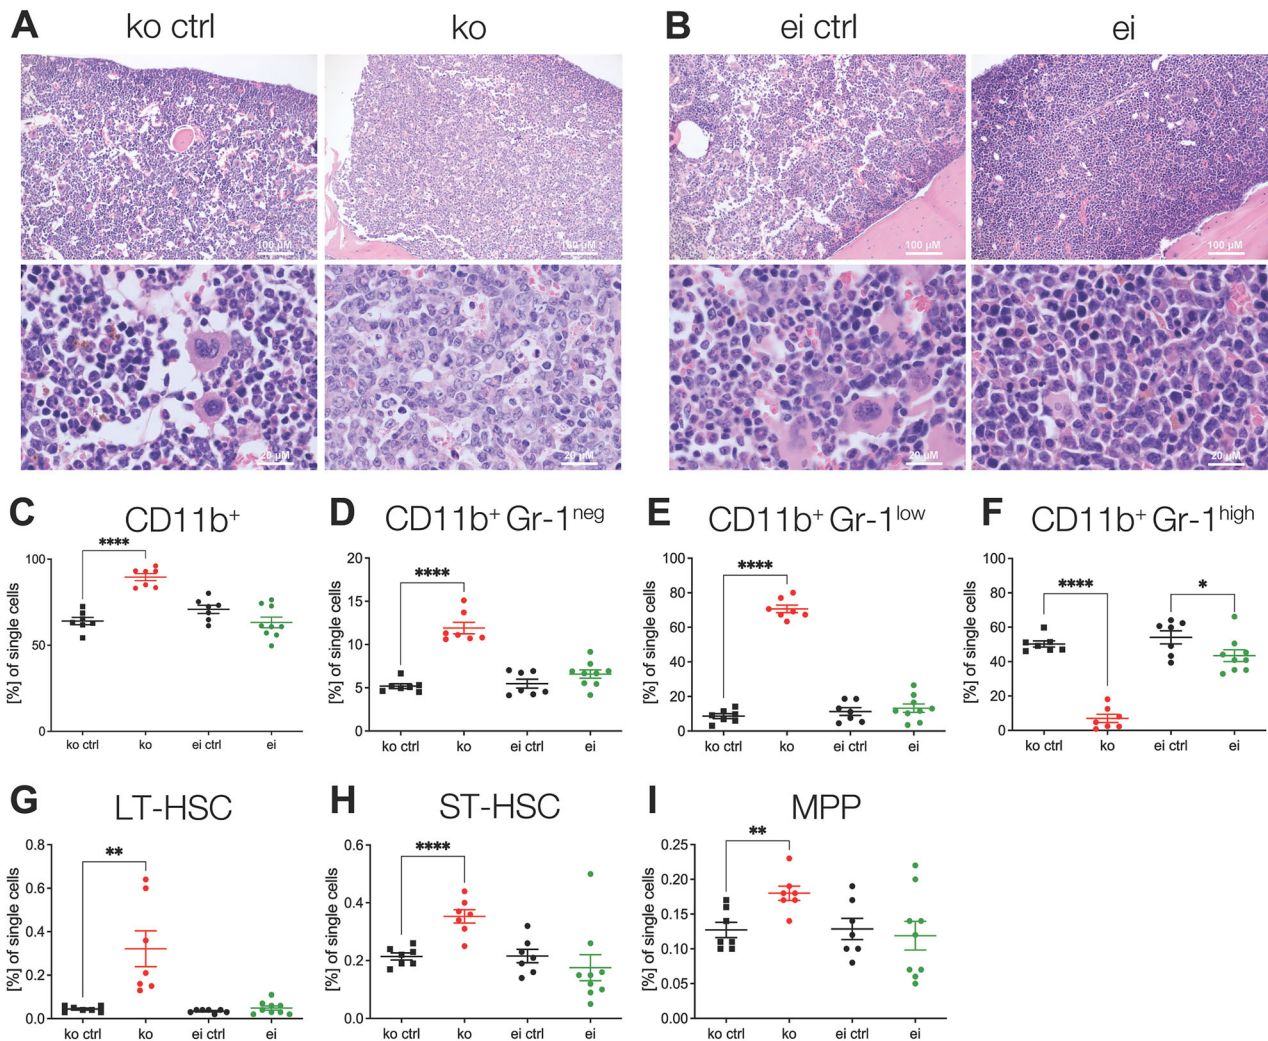 A
ko ctrl
ko
B
ei ctrl
ei
100 µM
100 µM
100 µM
100 µM
20 µM
20 µM
20 µM
20 µM
C
CD11b+
[%] of single cells
100
50
0
****
ko ctrl
ko
ei ctrl
ei
D
CD11b+ Gr-1neg
[%] of single cells
20
15
10
5
0
****
ko ctrl
ko
ei ctrl
ei
E
CD11b+ Gr-1low
[%] of single cells
100
80
60
40
20
0
****
ko ctrl
ko
ei ctrl
ei
F
CD11b+ Gr-1high
[%] of single cells
100
80
60
40
20
0
****
*
ko ctrl
ko
ei ctrl
ei
G
LT-HSC
[%] of single cells
0.8
0.6
0.4
0.2
0.0
**
ko ctrl
ko
ei ctrl
ei
H
ST-HSC
[%] of single cells
0.6
0.4
0.2
0.0
****
ko ctrl
ko
ei ctrl
ei
I
MPP
[%] of single cells
0.25
0.20
0.15
0.10
0.05
0.00
**
ko ctrl
ko
ei ctrl
ei